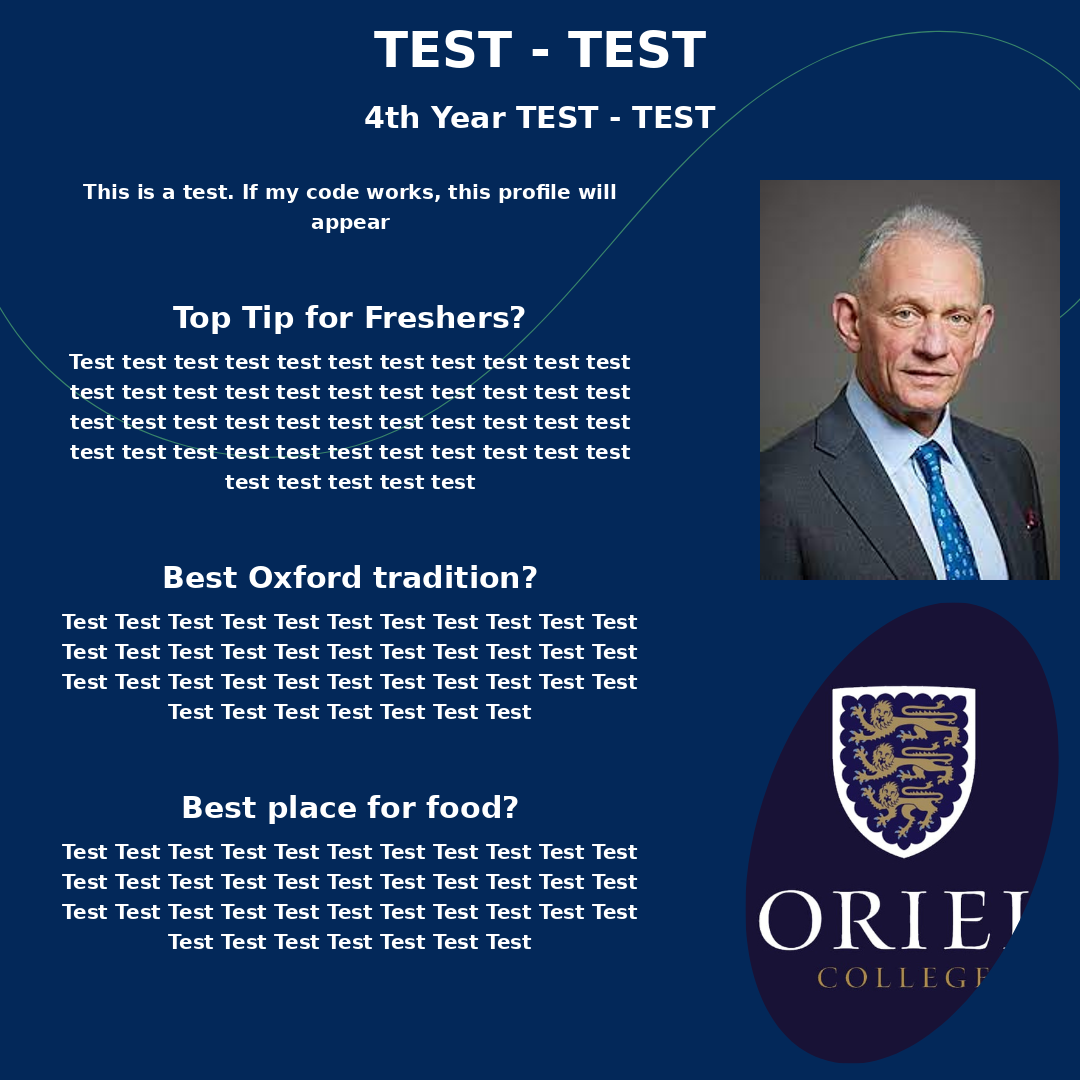 TEST - TEST
4th Year TEST - TEST
This is a test. If my code works, this profile will
appear
Top Tip for Freshers?
Test test test test test test test test test test test
test test test test test test test test test test test
test test test test test test test test test test test
test test test test test test test test test test test
test test test test test
Best Oxford tradition?
Test Test Test Test Test Test Test Test Test Test Test
Test Test Test Test Test Test Test Test Test Test Test
Test Test Test Test Test Test Test Test Test Test Test
Test Test Test Test Test Test Test
Best place for food?
Test Test Test Test Test Test Test Test Test Test Test
Test Test Test Test Test Test Test Test Test Test Test
Test Test Test Test Test Test Test Test Test Test Test
Test Test Test Test Test Test Test
ORIEL
COLLEGE